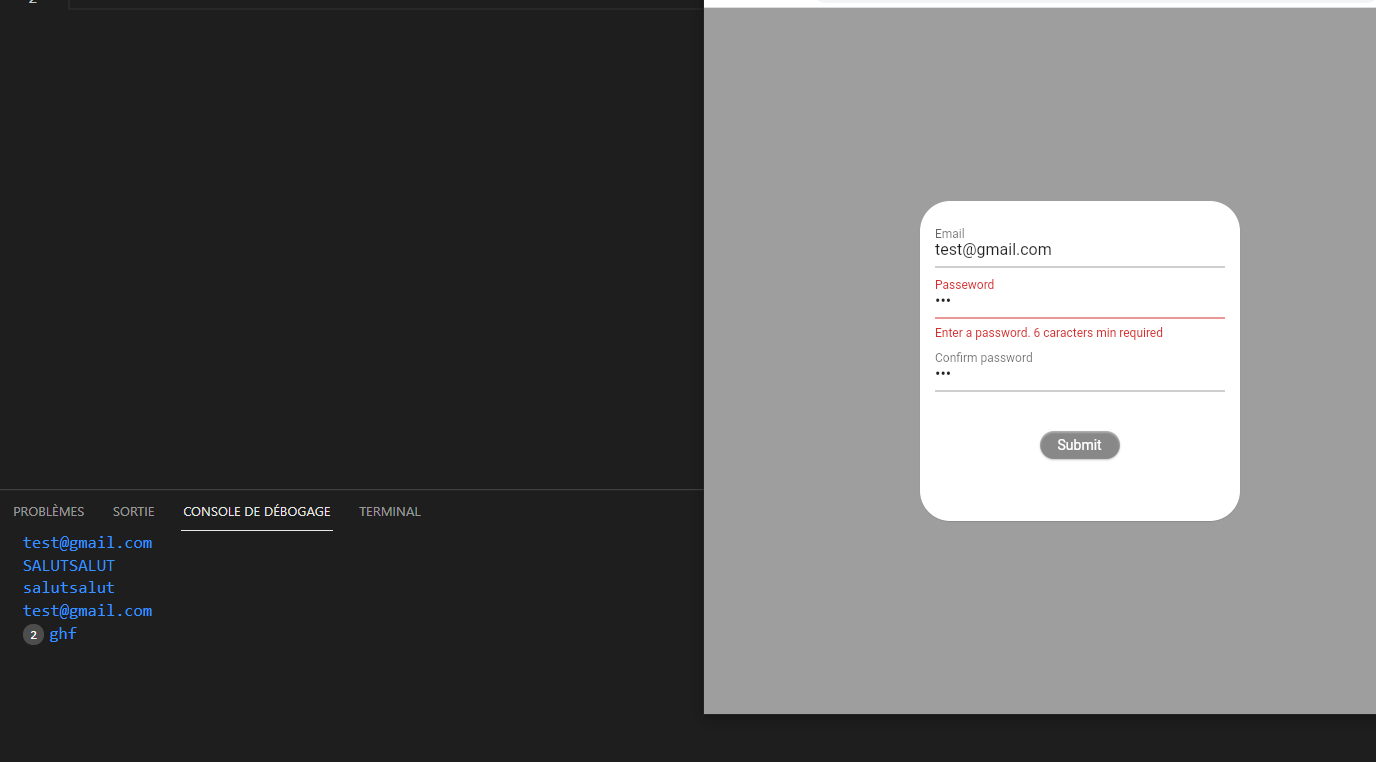 2
Email
test@gmail.com
Passeword
•••
Enter a password. 6 caracters min required
Confirm password
•••
Submit
PROBLÈMES SORTIE CONSOLE DE DÉBOGAGE TERMINAL
test@gmail.com
SALUTSALUT
salutsalut
test@gmail.com
2 ghf